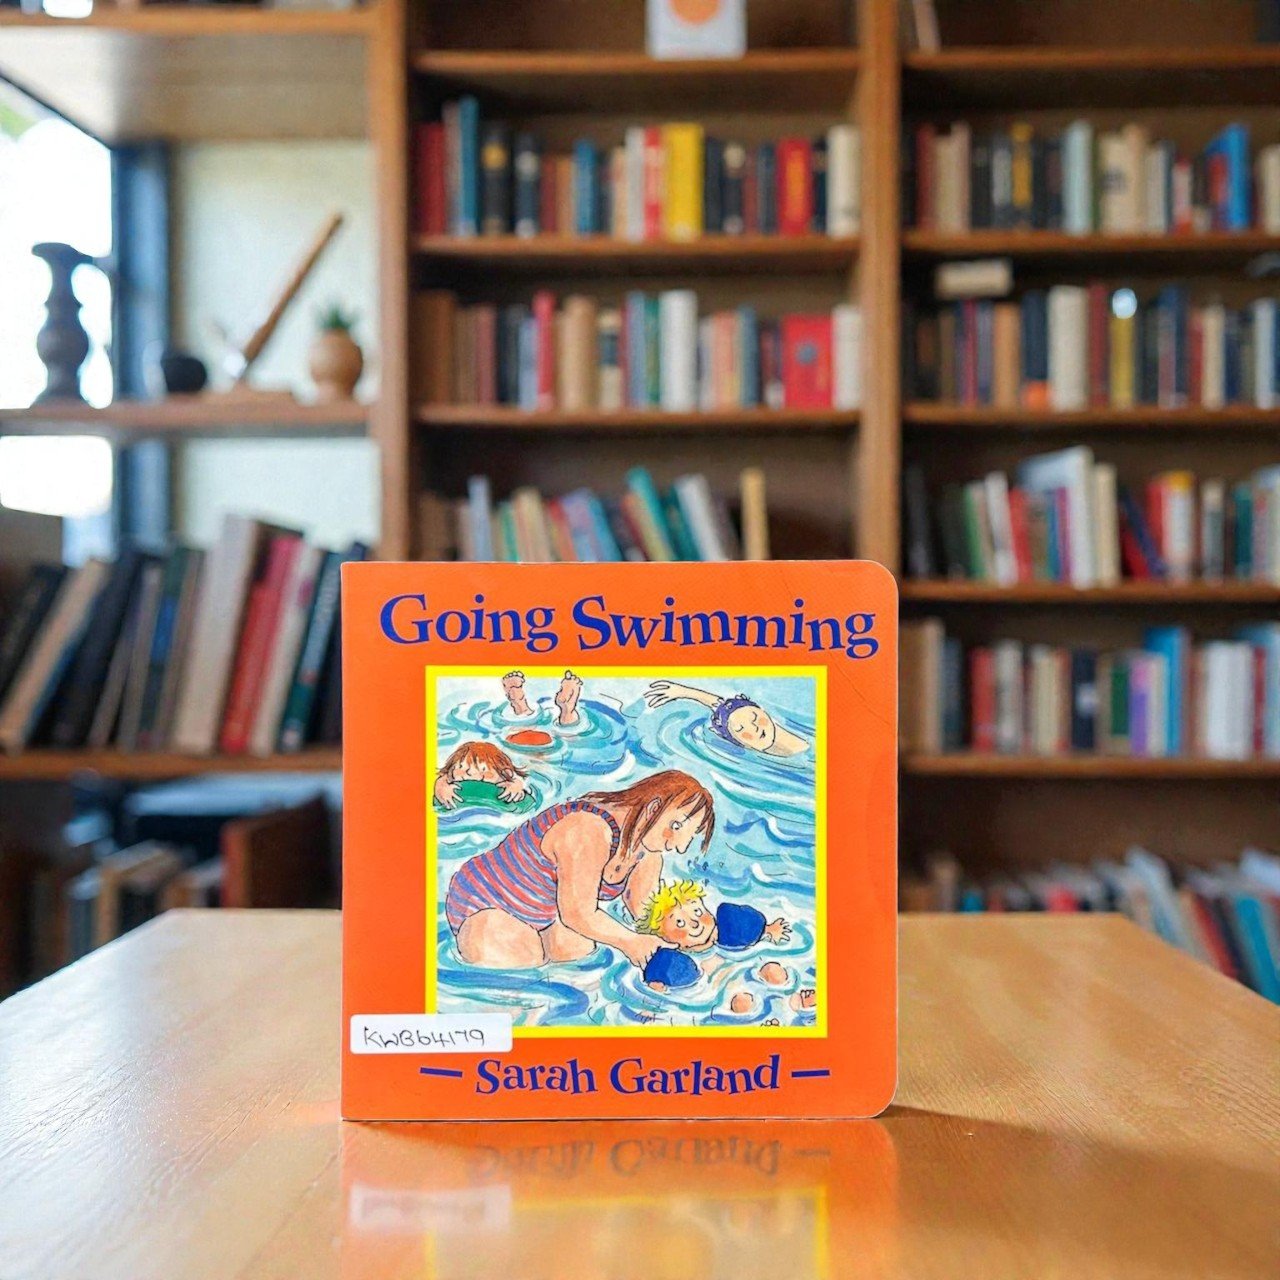 Going Swimming
KWB64179
— Sarah Garland —